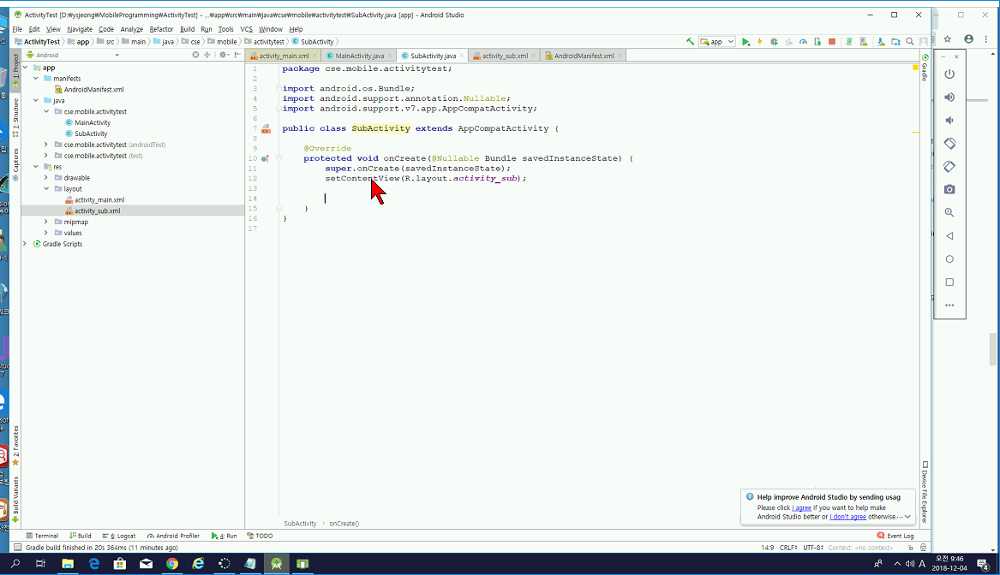 ActivityTest [D:\ysjeong\MobileProgramming\ActivityTest] - ...\app\src\main\java\cse\mobile\activitytest\SubActivity.java [app] - Android Studio
File Edit View Navigate Code Analyze Refactor Build Run Tools VCS Window Help
ActivityTest app src main java cse mobile activitytest SubActivity
app
Android
activity_main.xml MainActivity.java SubActivity.java activity_sub.xml AndroidManifest.xml
1: Project
Z: Structure
Captures
2: Favorites
Build Variants
app
manifests
AndroidManifest.xml
java
cse.mobile.activitytest
MainActivity
SubActivity
cse.mobile.activitytest (androidTest)
cse.mobile.activitytest (test)
res
drawable
layout
activity_main.xml
activity_sub.xml
mipmap
values
Gradle Scripts
1 package cse.mobile.activitytest;
2
3 import android.os.Bundle;
4 import android.support.annotation.Nullable;
5 import android.support.v7.app.AppCompatActivity;
6
7 public class SubActivity extends AppCompatActivity {
8
9 @Override
10 protected void onCreate(@Nullable Bundle savedInstanceState) {
11 super.onCreate(savedInstanceState);
12 setContentView(R.layout.activity_sub);
13
14
15 }
16 }
17
Gradle
Device File Explorer
Help improve Android Studio by sending usag
Please click I agree if you want to help make
Android Studio better or I don't agree otherwise....
SubActivity onCreate()
Terminal Build 6: Logcat Android Profiler 4: Run TODO
4 Event Log
Gradle build finished in 20s 364ms (11 minutes ago)
14:9 CRLF UTF-8 Context: <no context>
A
오전 9:46
2018-12-04
4